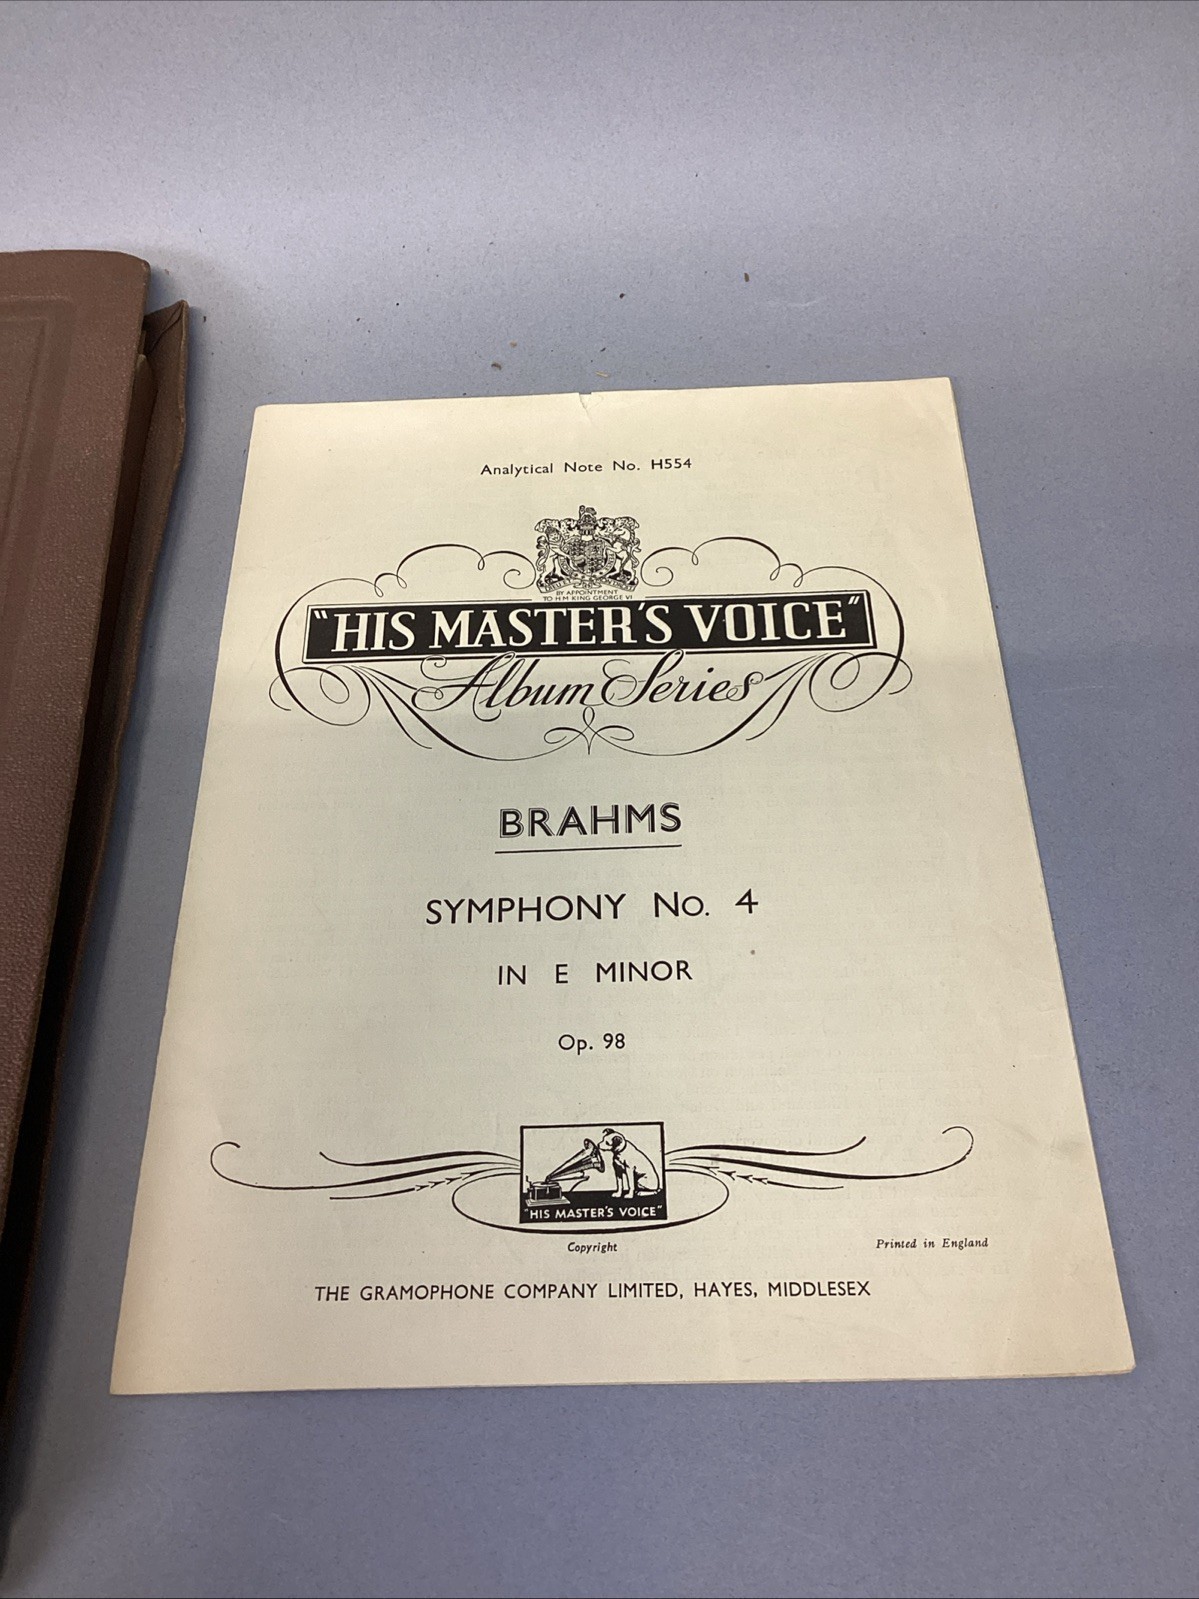 Analytical Note No. H554
BY APPOINTMENT
TO H M KING GEORGE VI
"HIS MASTER'S VOICE"
Album Series
BRAHMS
SYMPHONY No. 4
IN E MINOR
Op. 98
"HIS MASTER'S VOICE"
Copyright
Printed in England
THE GRAMOPHONE COMPANY LIMITED, HAYES, MIDDLESEX